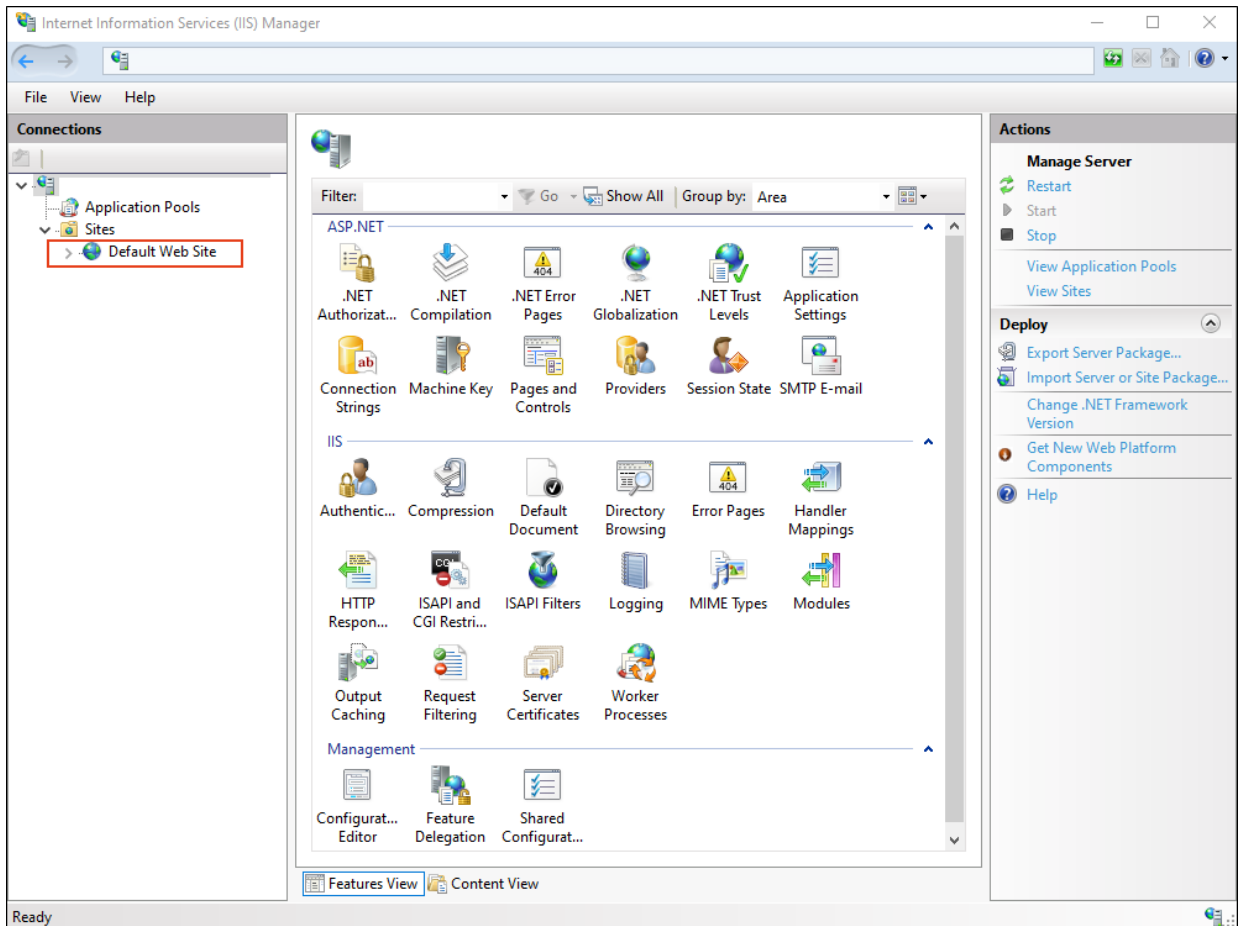 Internet Information Services (IIS) Manager
File View Help
Connections
Application Pools
Sites
Default Web Site
Filter: Go Show All Group by: Area
ASP.NET
.NET Authorizat...
.NET Compilation
.NET Error Pages
.NET Globalization
.NET Trust Levels
Application Settings
Connection Strings
Machine Key
Pages and Controls
Providers
Session State
SMTP E-mail
IIS
Authentic...
Compression
Default Document
Directory Browsing
Error Pages
Handler Mappings
HTTP Respon...
ISAPI and CGI Restri...
ISAPI Filters
Logging
MIME Types
Modules
Output Caching
Request Filtering
Server Certificates
Worker Processes
Management
Configurat... Editor
Feature Delegation
Shared Configurat...
Features View Content View
Actions
Manage Server
Restart
Start
Stop
View Application Pools
View Sites
Deploy
Export Server Package...
Import Server or Site Package...
Change .NET Framework
Version
Get New Web Platform
Components
Help
Ready